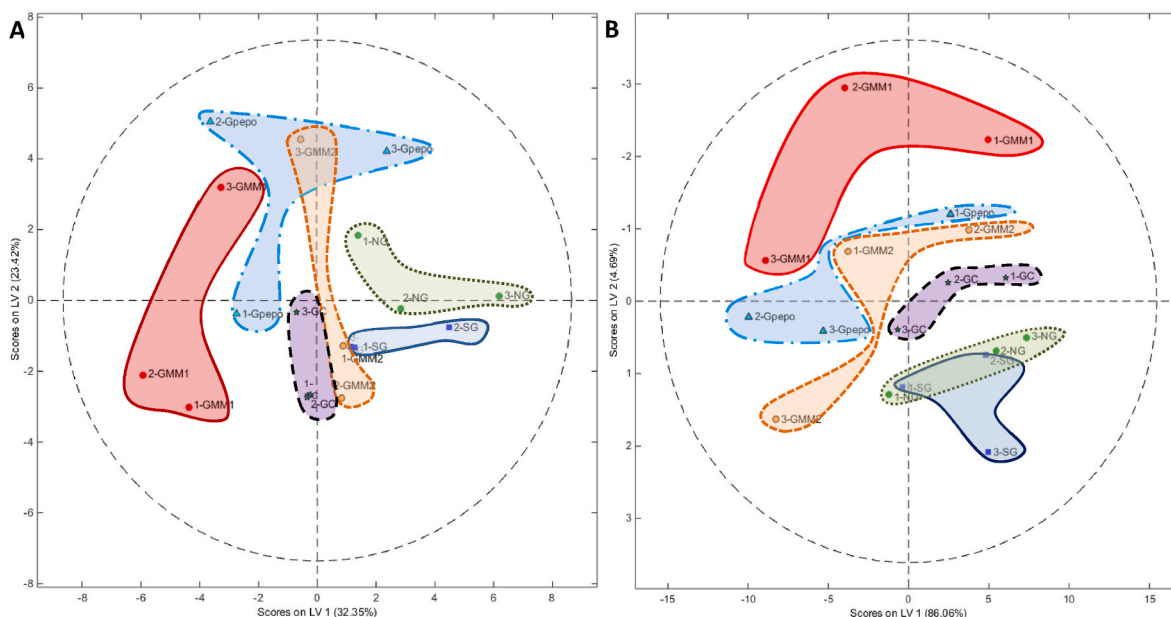 A
8
6
4
2
0
-2
-4
-6
-8
Scores on LV 2 (23.42%)
2-Gpepo
3-GMM2
3-Gpepo
3-GMM1
1-NG
2-NG
3-NG
1-Gpepo
3-GC
2-SG
1-SG
1-GMM2
2-GMM1
1-GMM1
2-GMM2
2-GC
-8
-6
-4
-2
0
2
4
6
8
Scores on LV 1 (32.35%)
B
-3
-2
-1
0
1
2
3
Scores on LV 2 (4.69%)
2-GMM1
1-GMM1
1-Gpepo
2-GMM2
1-GMM2
3-GMM1
2-GC
1-GC
2-Gpepo
3-Gpepo
3-GC
3-NG
2-NG
2-SG
1-SG
1-NG
3-GMM2
3-SG
-15
-10
-5
0
5
10
15
Scores on LV 1 (86.06%)